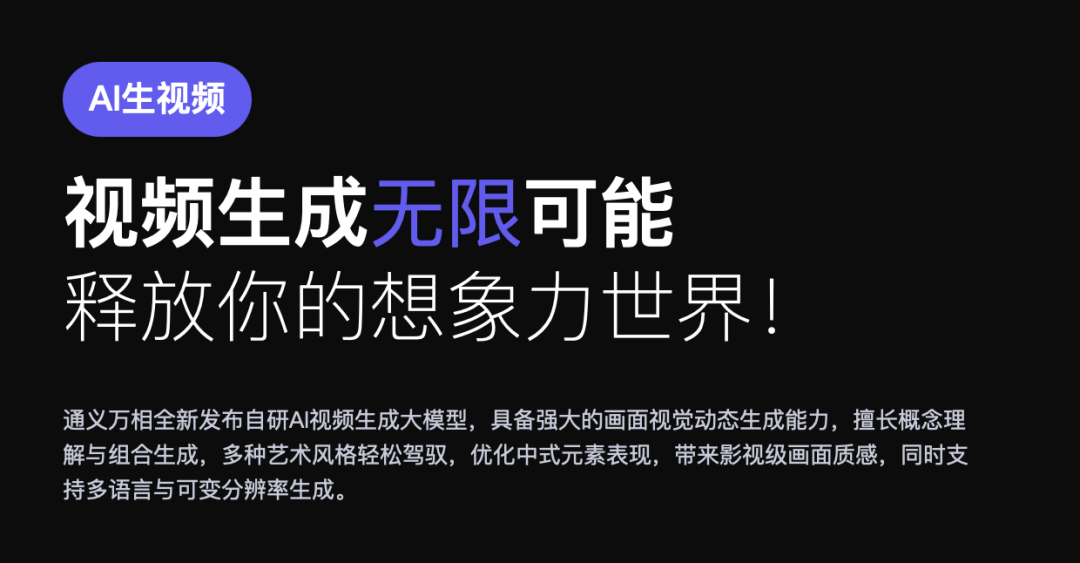 AI生视频
视频生成无限可能
释放你的想象力世界！
通义万相全新发布自研AI视频生成大模型，具备强大的画面视觉动态生成能力，擅长概念理
解与组合生成，多种艺术风格轻松驾驭，优化中式元素表现，带来影视级画面质感，同时支
持多语言与可变分辨率生成。